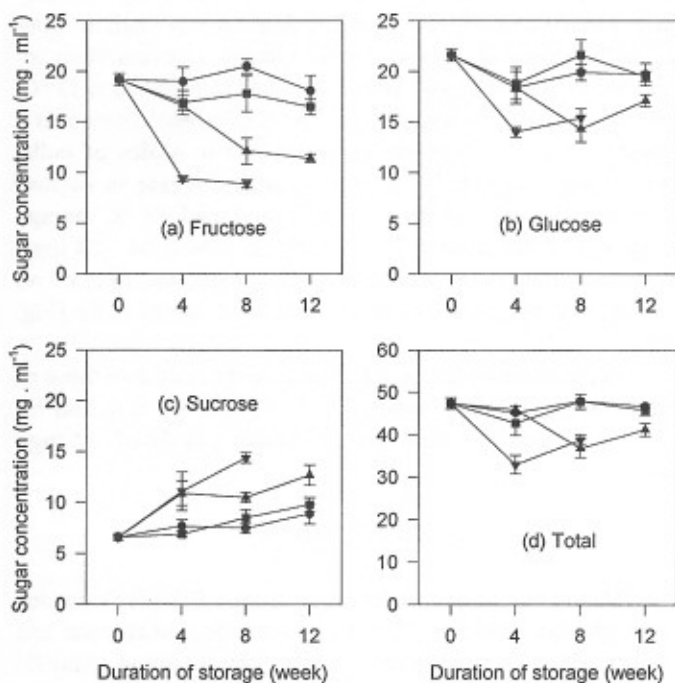 25
20
15
10
5
0
Sugar concentration (mg . ml⁻¹)
(a) Fructose
0 4 8 12
25
20
15
10
5
0
(b) Glucose
0 4 8 12
25
20
15
10
5
0
Sugar concentration (mg . ml⁻¹)
(c) Sucrose
0 4 8 12
Duration of storage (week)
60
50
40
30
20
10
0
(d) Total
0 4 8 12
Duration of storage (week)